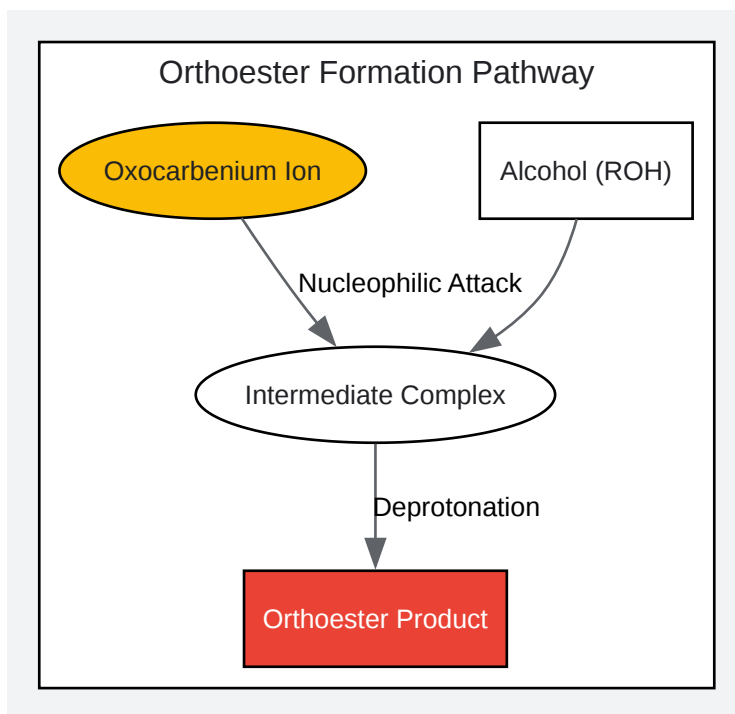 Orthoester Formation Pathway
Oxocarbenium Ion
Alcohol (ROH)
Nucleophilic Attack
Intermediate Complex
Deprotonation
Orthoester Product